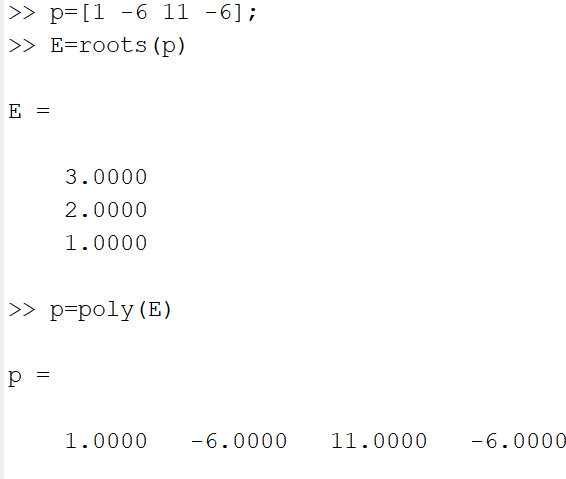 >> p=[1 -6 11 -6];
>> E=roots(p)
E =
3.0000
2.0000
1.0000
>> p=poly(E)
p =
1.0000 -6.0000 11.0000 -6.0000